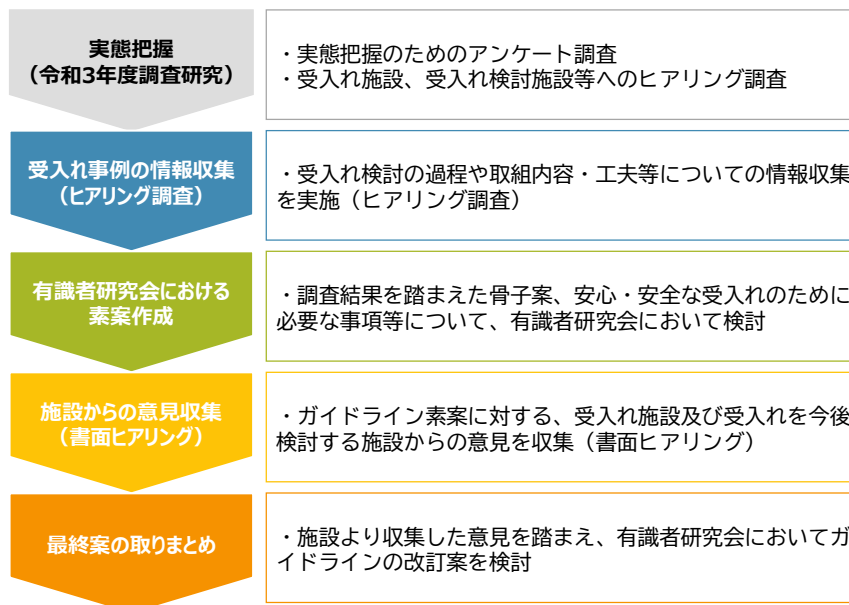 実態把握
(令和3年度調査研究)
・実態把握のためのアンケート調査
・受入れ施設、受入れ検討施設等へのヒアリング調査
受入れ事例の情報収集
(ヒアリング調査)
・受入れ検討の過程や取組内容・工夫等についての情報収集
を実施(ヒアリング調査)
有識者研究会における
素案作成
・調査結果を踏まえた骨子案、安心・安全な受入れのために
必要な事項等について、有識者研究会において検討
施設からの意見収集
(書面ヒアリング)
・ガイドライン素案に対する、受入れ施設及び受入れを今後
検討する施設からの意見を収集(書面ヒアリング)
最終案の取りまとめ
・施設より収集した意見を踏まえ、有識者研究会においてガ
イドラインの改訂案を検討